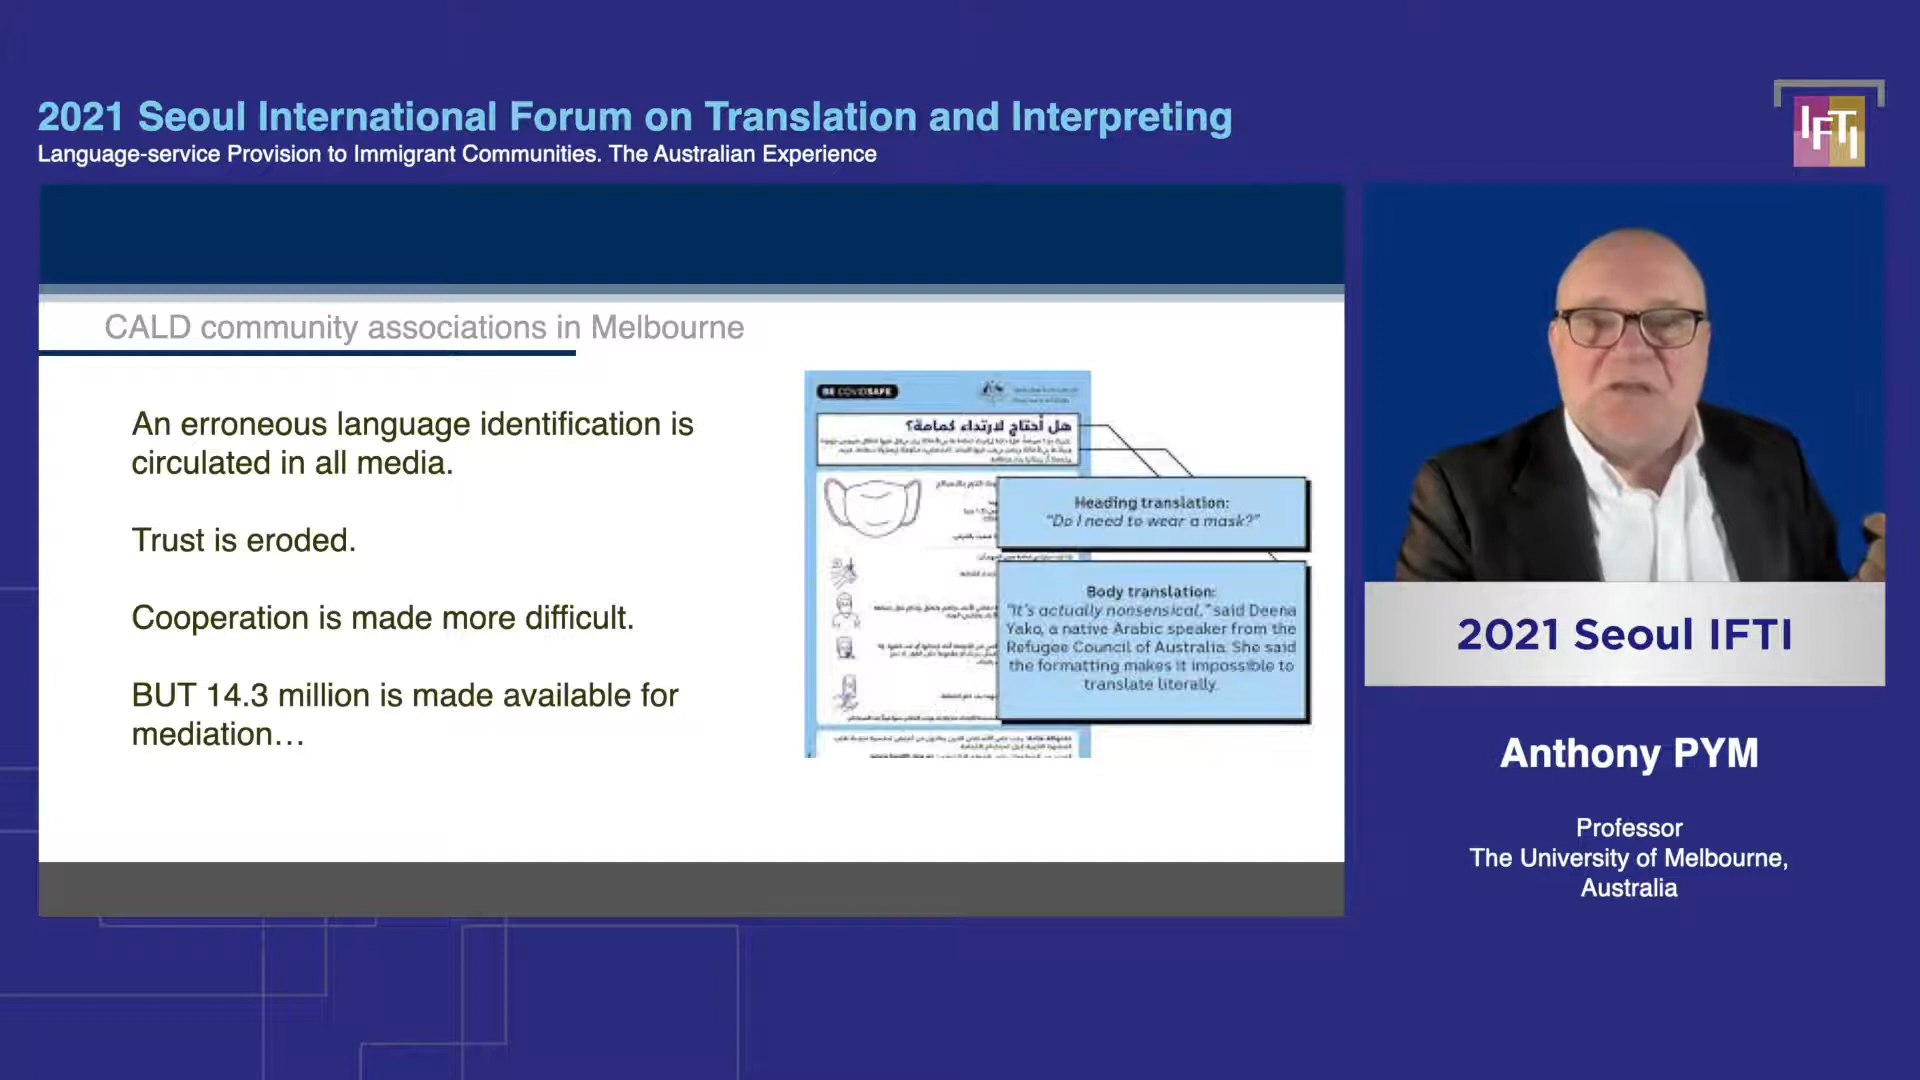 2021 Seoul International Forum on Translation and Interpreting
Language-service Provision to Immigrant Communities. The Australian Experience
IFTI
CALD community associations in Melbourne
An erroneous language identification is
circulated in all media.
Trust is eroded.
Cooperation is made more difficult.
BUT 14.3 million is made available for
mediation…
BE COVIDSAFE
هل أحتاج لارتداء كمامة؟
Heading translation:
"Do I need to wear a mask?"
Body translation:
"It's actually nonsensical," said Deena
Yako, a native Arabic speaker from the
Refugee Council of Australia. She said
the formatting makes it impossible to
translate literally.
2021 Seoul IFTI
Anthony PYM
Professor
The University of Melbourne,
Australia